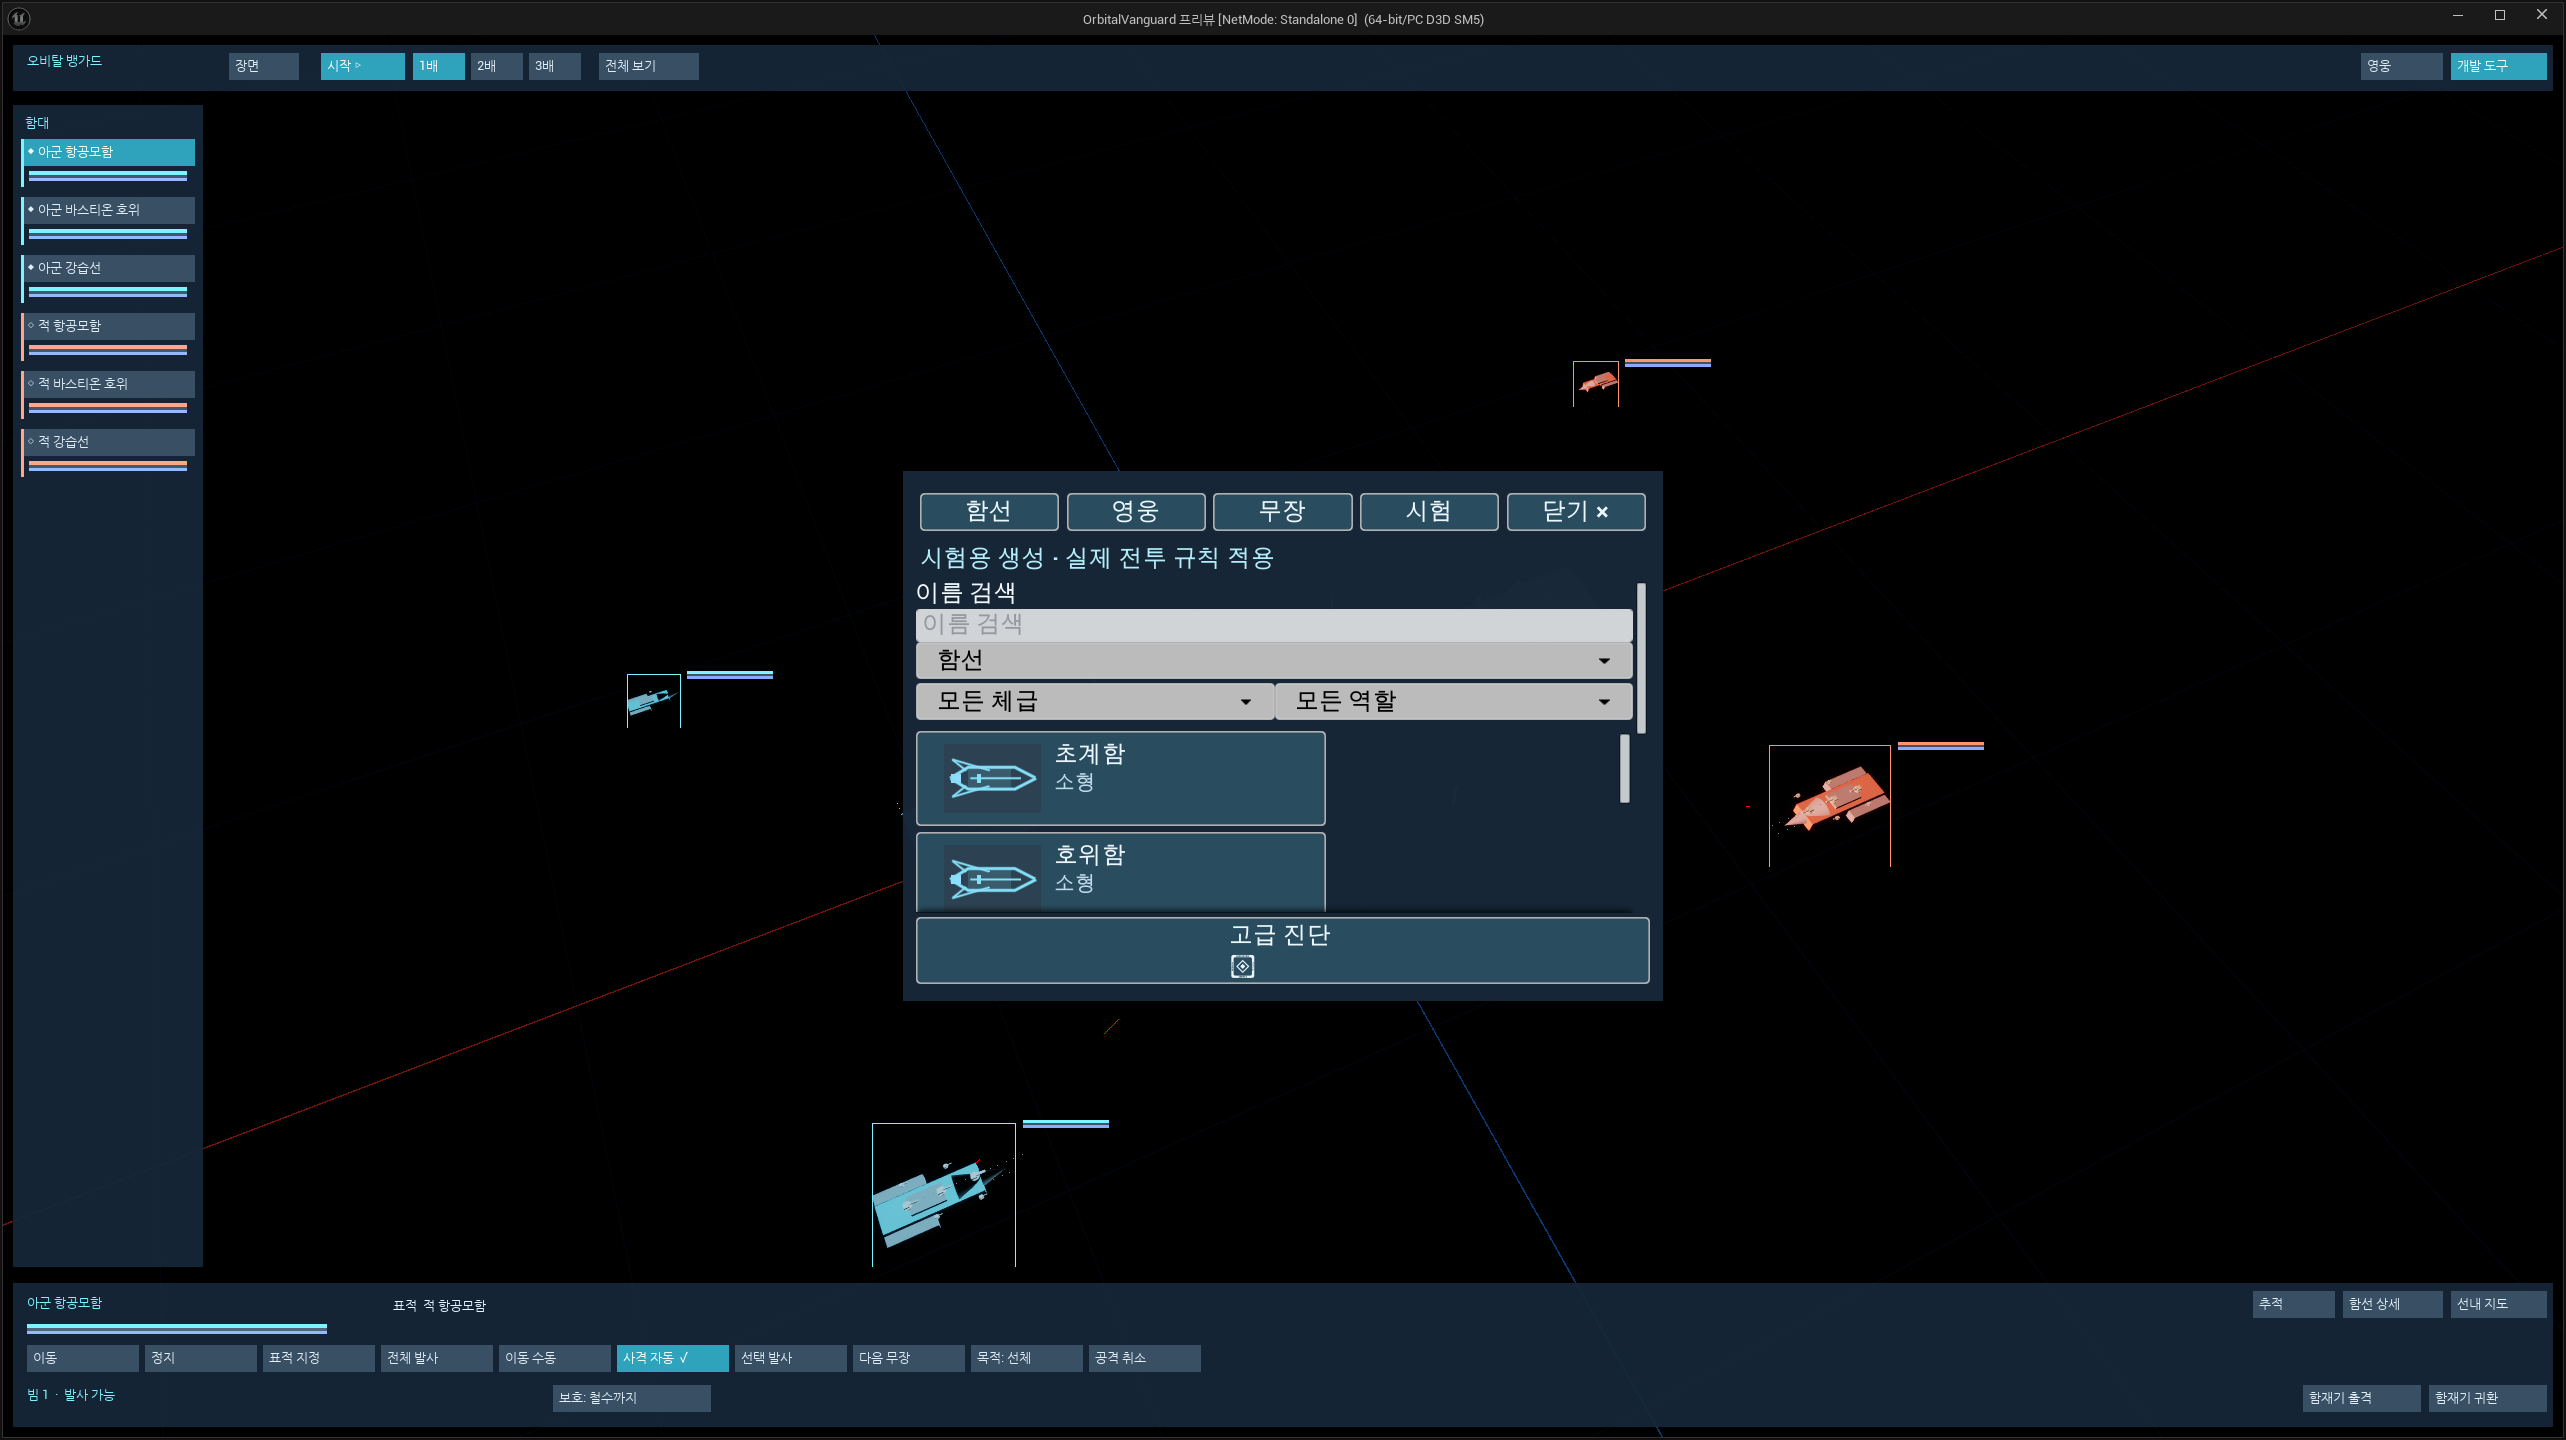 OrbitalVanguard 프리뷰 [NetMode: Standalone 0]  (64-bit/PC D3D SM5)
오비탈 뱅가드
장면
시작 ▷
1배
2배
3배
전체 보기
영웅
개발 도구
함대
◆ 아군 항공모함
◆ 아군 바스티온 호위
◆ 아군 강습선
◇ 적 항공모함
◇ 적 바스티온 호위
◇ 적 강습선
함선
영웅
무장
시험
닫기 ×
시험용 생성 · 실제 전투 규칙 적용
이름 검색
이름 검색
함선
모든 체급
모든 역할
초계함
소형
호위함
소형
고급 진단
아군 항공모함
표적  적 항공모함
추적
함선 상세
선내 지도
이동
정지
표적 지정
전체 발사
이동 수동
사격 자동 √
선택 발사
다음 무장
목적: 선체
공격 취소
빔 1 · 발사 가능
보호: 철수까지
함재기 출격
함재기 귀환